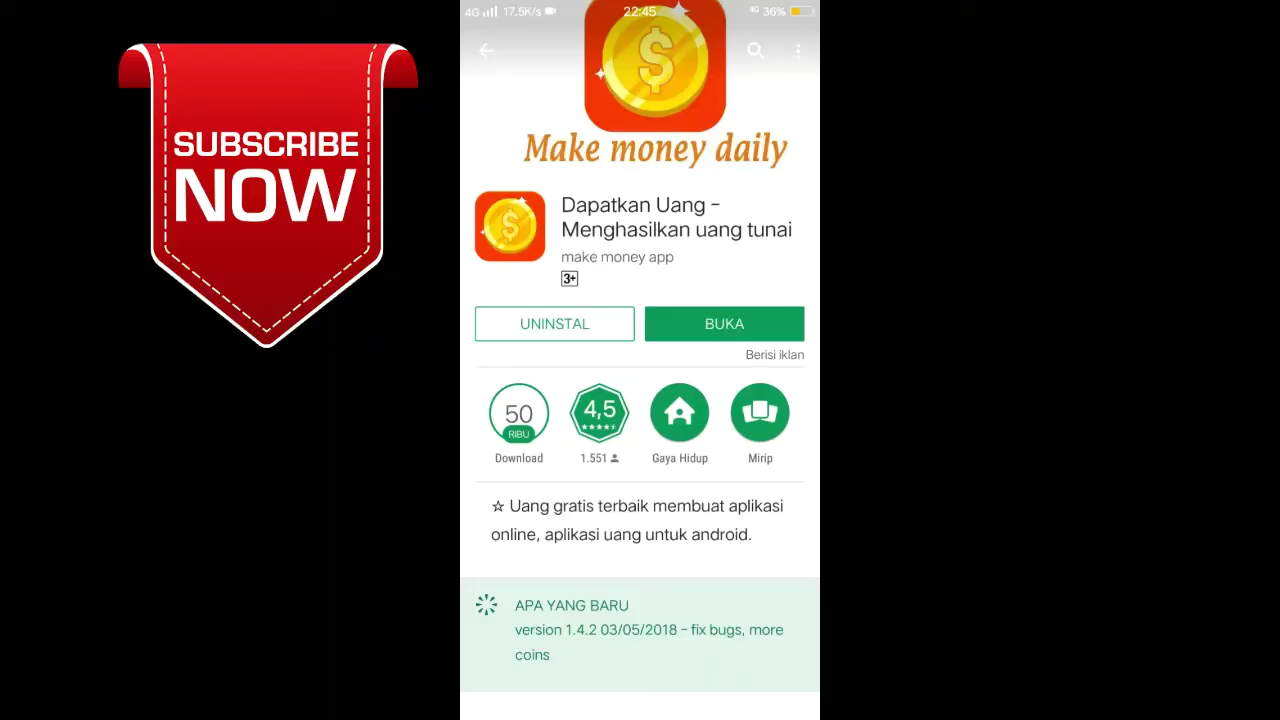 SUBSCRIBE
NOW
4G 17.5K/s 22:45 4G 36%
$
Make money daily
$
Dapatkan Uang -
Menghasilkan uang tunai
make money app
3+
UNINSTAL BUKA
Berisi iklan
50 4,5
RIBU
Download 1.551 Gaya Hidup Mirip
☆ Uang gratis terbaik membuat aplikasi
online, aplikasi uang untuk android.
APA YANG BARU
version 1.4.2 03/05/2018 - fix bugs, more
coins